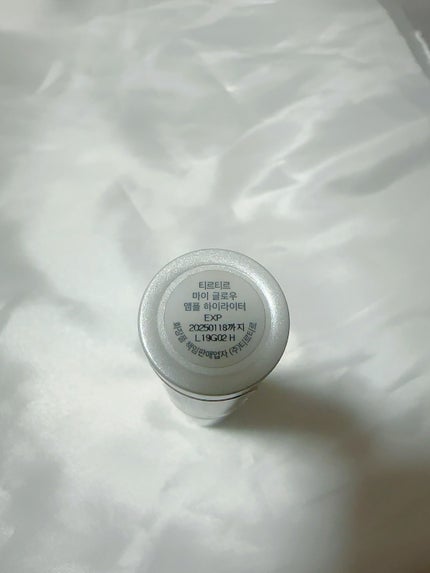 티르티르
마이 글로우
앰플 하이라이터
EXP
20250118까지
L19G02 H
화장품 책임판매업자 (주)티르티르